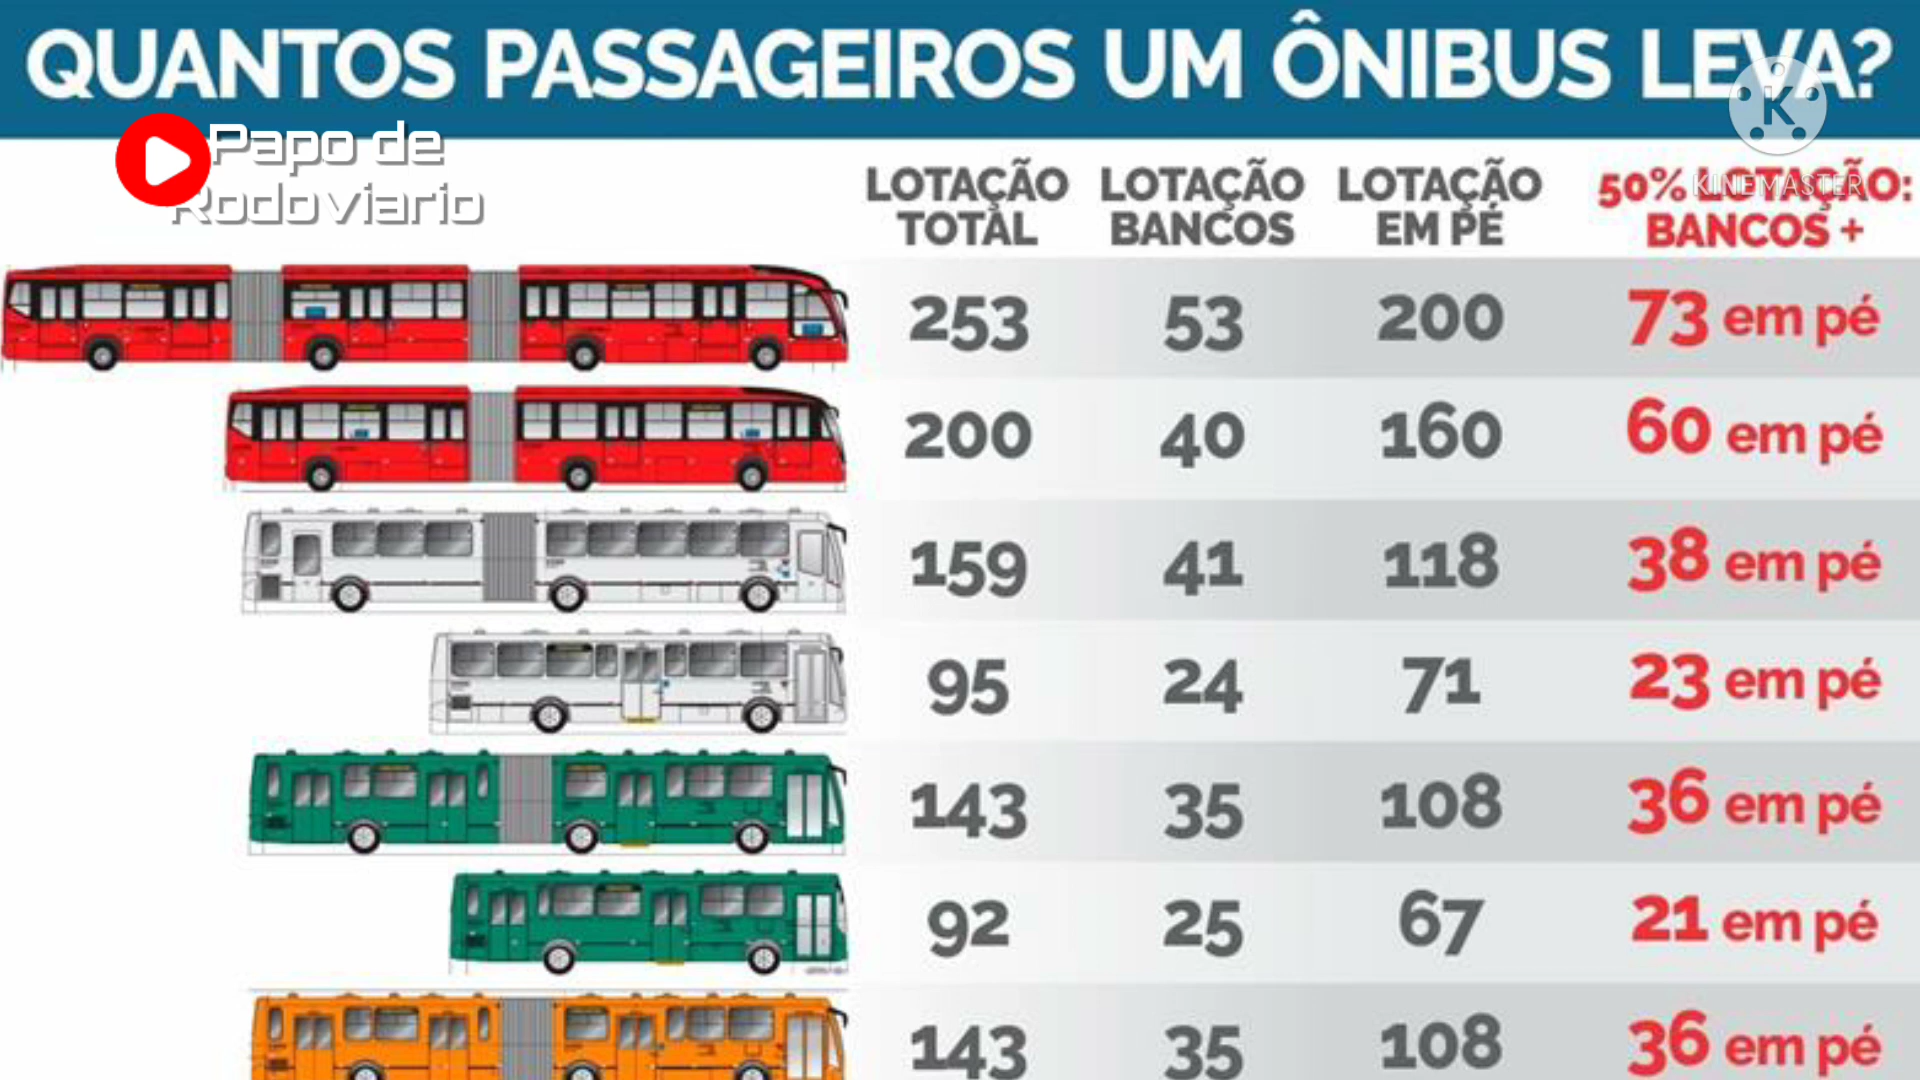 QUANTOS PASSAGEIROS UM ÔNIBUS LEVA?
Papo de
Rodoviario
KINEMASTER
LOTAÇÃO TOTAL
LOTAÇÃO BANCOS
LOTAÇÃO EM PÉ
50% LOTAÇÃO: BANCOS +
253 53 200 73 em pé
200 40 160 60 em pé
159 41 118 38 em pé
95 24 71 23 em pé
143 35 108 36 em pé
92 25 67 21 em pé
143 35 108 36 em pé